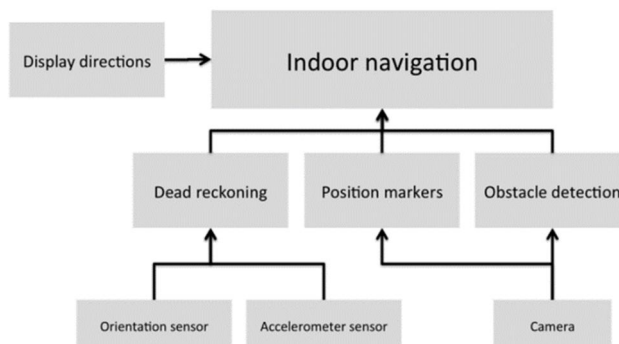 Display directions
Indoor navigation
Dead reckoning
Position markers
Obstacle detection
Orientation sensor
Accelerometer sensor
Camera